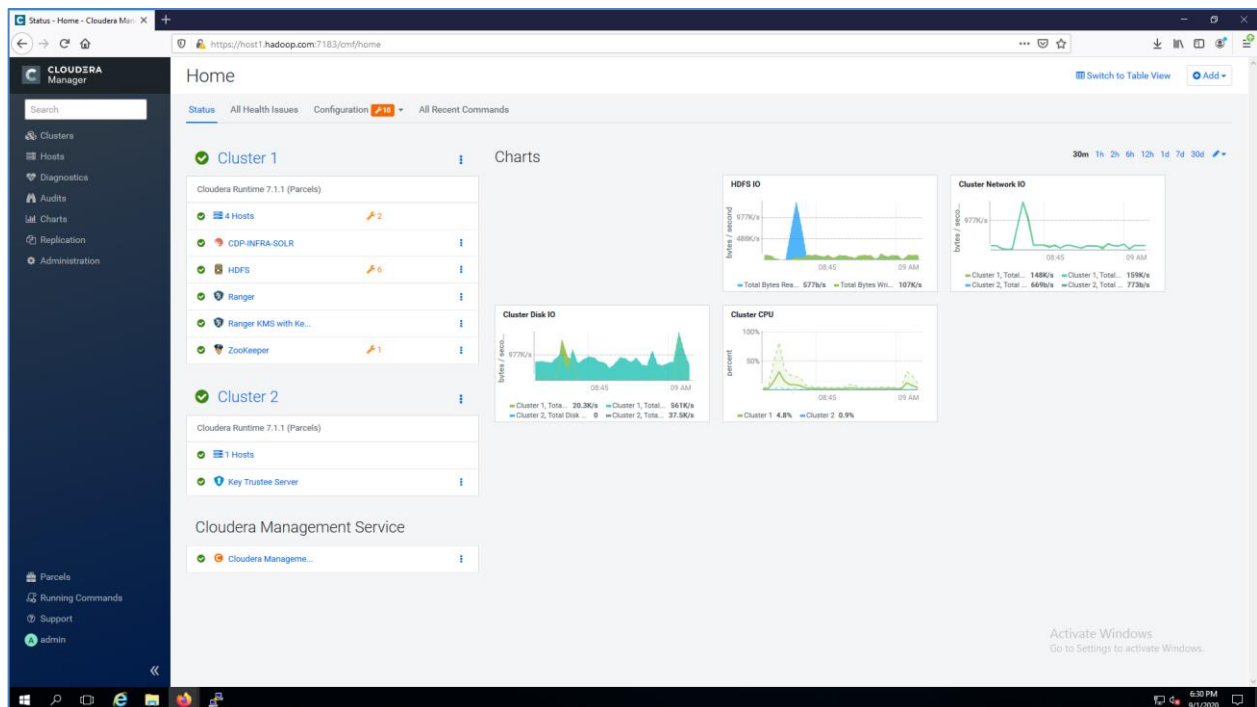 Status - Home - Cloudera Man
https://host1.hadoop.com:7183/cmf/home
CLOUDERA
Manager
Search
Clusters
Hosts
Diagnostics
Audits
Charts
Replication
Administration
Parcels
Running Commands
Support
A admin
Home
Switch to Table View
Add
Status All Health Issues Configuration 10 All Recent Commands
Cluster 1
Cloudera Runtime 7.1.1 (Parcels)
4 Hosts 2
CDP-INFRA-SOLR
HDFS 6
Ranger
Ranger KMS with Ke...
ZooKeeper 1
Cluster 2
Cloudera Runtime 7.1.1 (Parcels)
1 Hosts
Key Trustee Server
Cloudera Management Service
Cloudera Manageme...
Charts
30m 1h 2h 6h 12h 1d 7d 30d
HDFS IO
bytes / second
977K/s
488K/s
08:45 09 AM
Total Bytes Rea... 577b/s Total Bytes Wri... 107K/s
Cluster Network IO
bytes / seco...
977K/s
08:45 09 AM
Cluster 1, Total... 148K/s Cluster 1, Total... 159K/s
Cluster 2, Total ... 669b/s Cluster 2, Total ... 773b/s
Cluster Disk IO
bytes / seco...
977K/s
08:45 09 AM
Cluster 1, Tota... 20.3K/s Cluster 1, Total... 561K/s
Cluster 2, Total Disk ... 0 Cluster 2, Tota... 37.5K/s
Cluster CPU
percent
100%
50%
08:45 09 AM
Cluster 1 4.8% Cluster 2 0.9%
Activate Windows
Go to Settings to activate Windows.
6:30 PM
9/1/2020